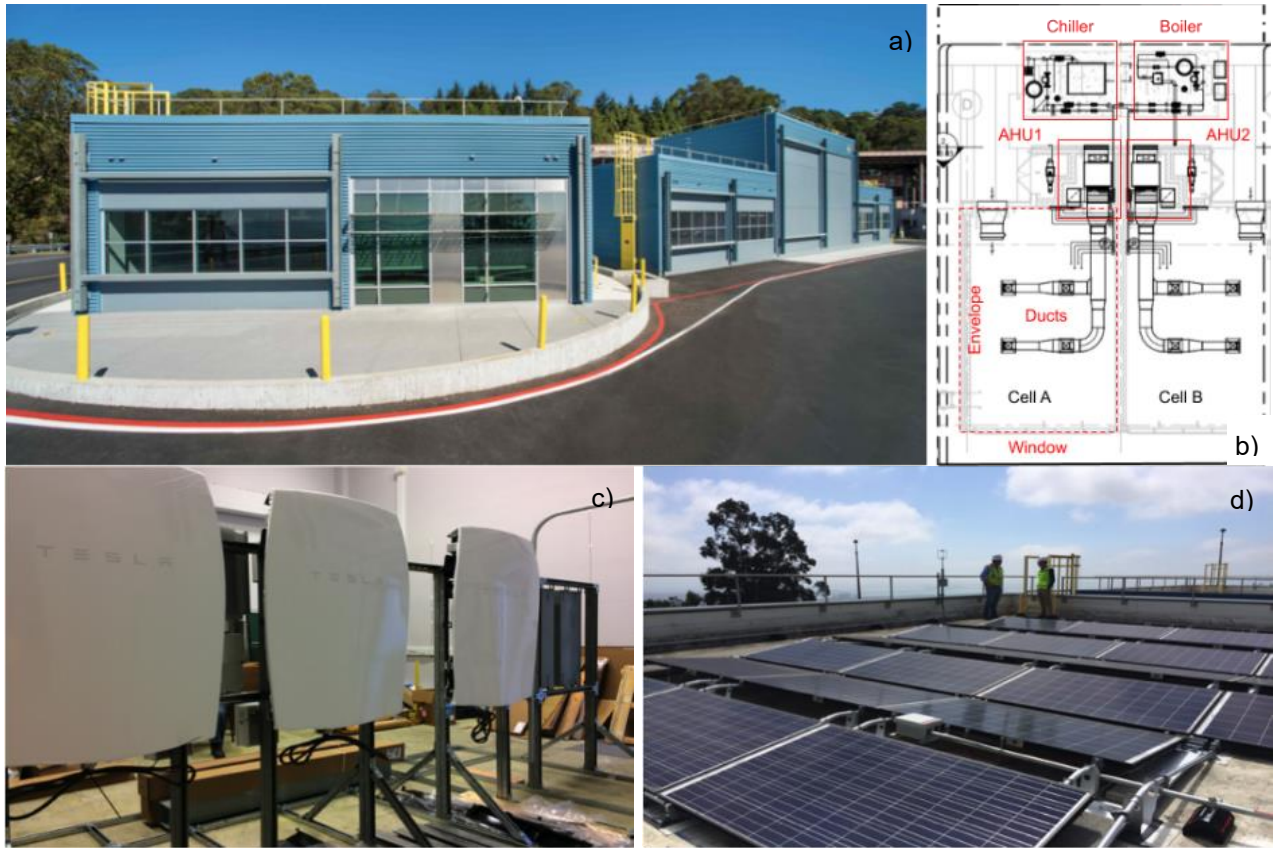 a)
Chiller
Boiler
D
AHU1
AHU2
Envelope
Ducts
Cell A
Cell B
Window
b)
TESLA
TESLA
c)
d)